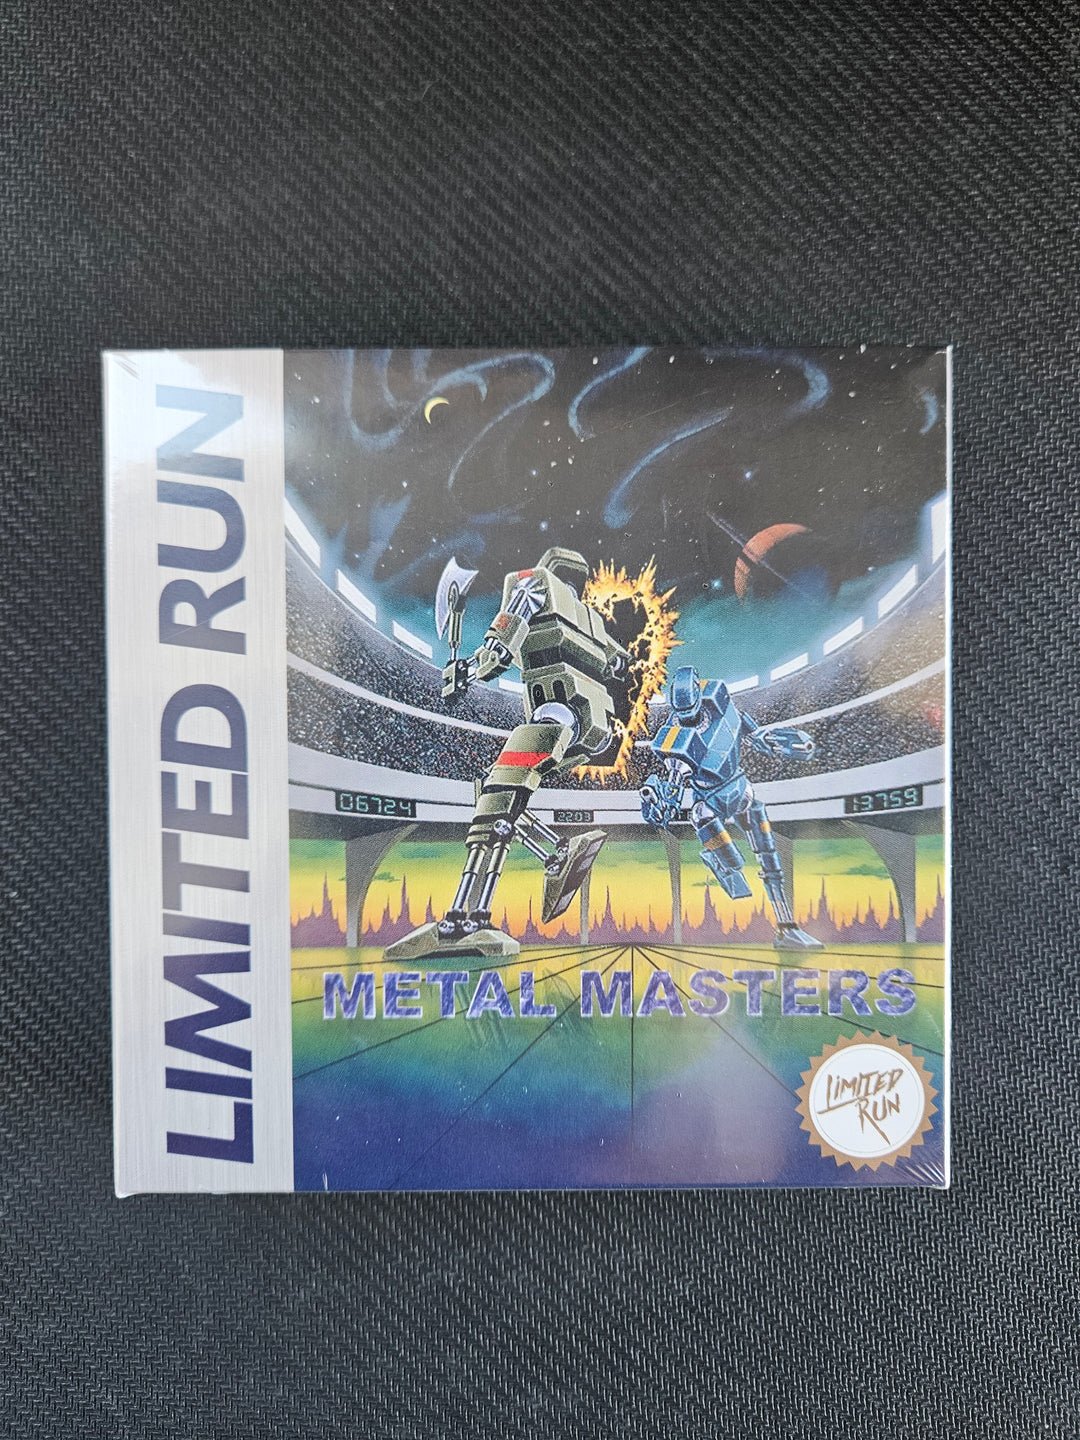 LIMITED RUN
06724
2203
13759
METAL MASTERS
LIMITED
RUN